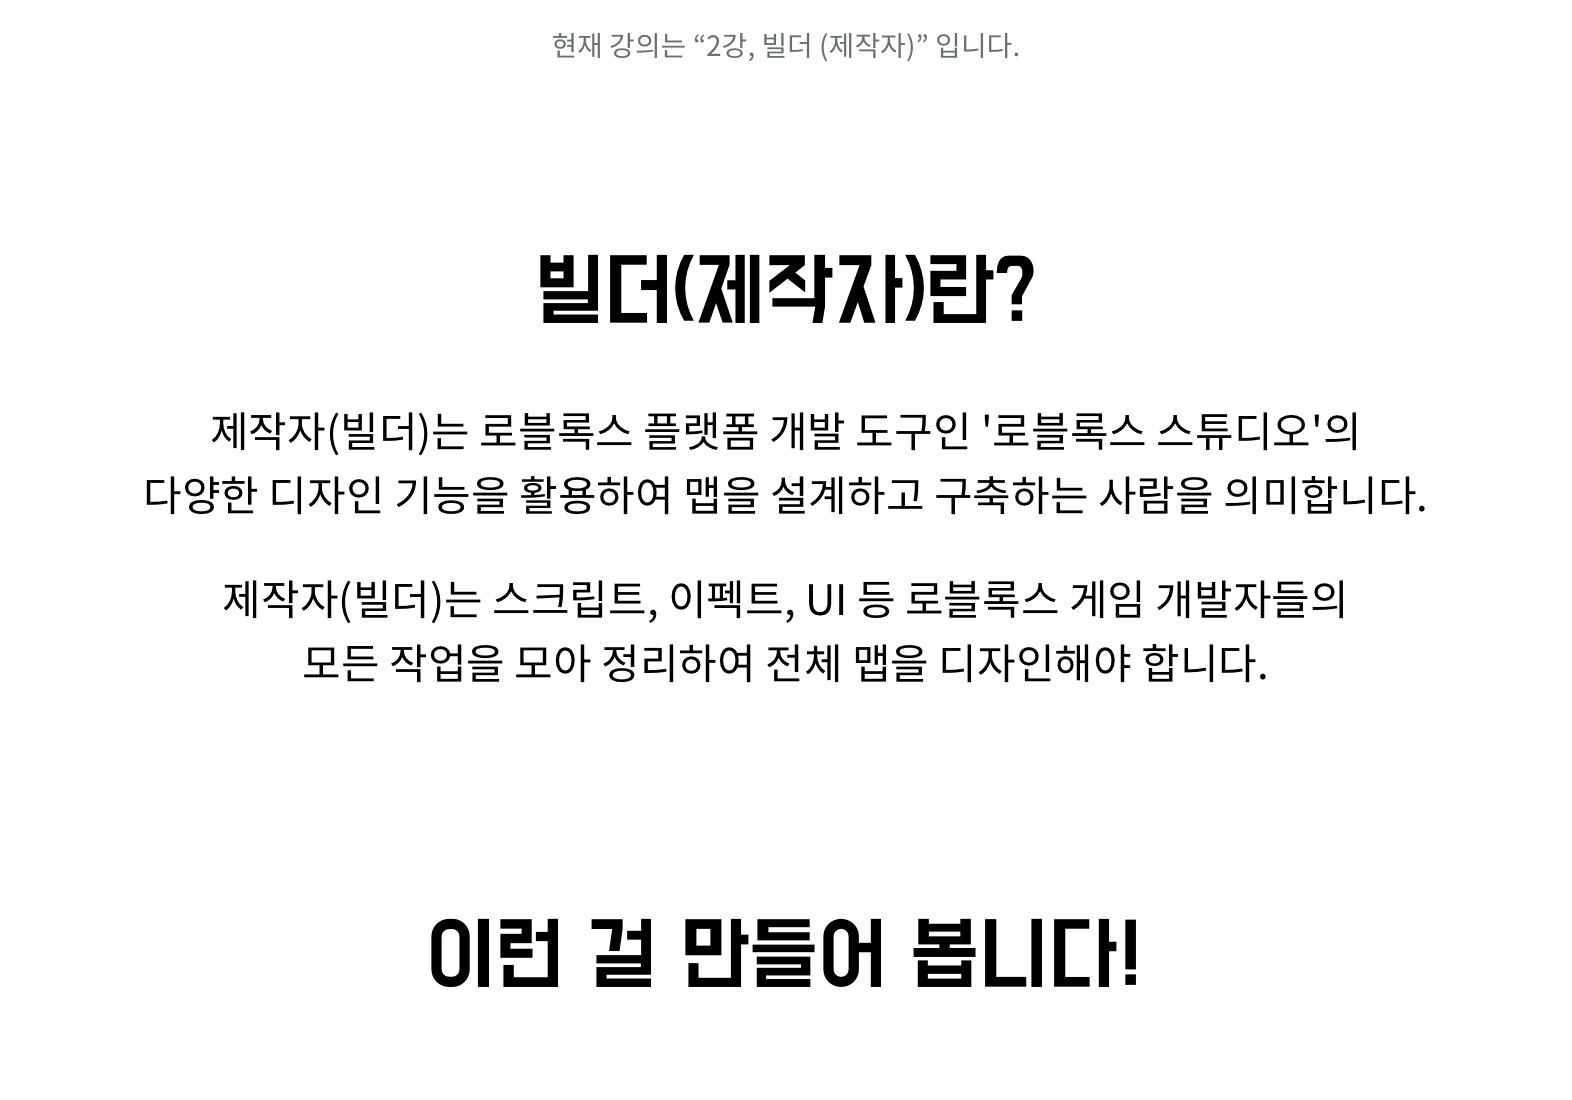 현재 강의는 “2강, 빌더 (제작자)” 입니다.
빌더(제작자)란?
제작자(빌더)는 로블록스 플랫폼 개발 도구인 '로블록스 스튜디오'의
다양한 디자인 기능을 활용하여 맵을 설계하고 구축하는 사람을 의미합니다.
제작자(빌더)는 스크립트, 이펙트, UI 등 로블록스 게임 개발자들의
모든 작업을 모아 정리하여 전체 맵을 디자인해야 합니다.
이런 걸 만들어 봅니다!